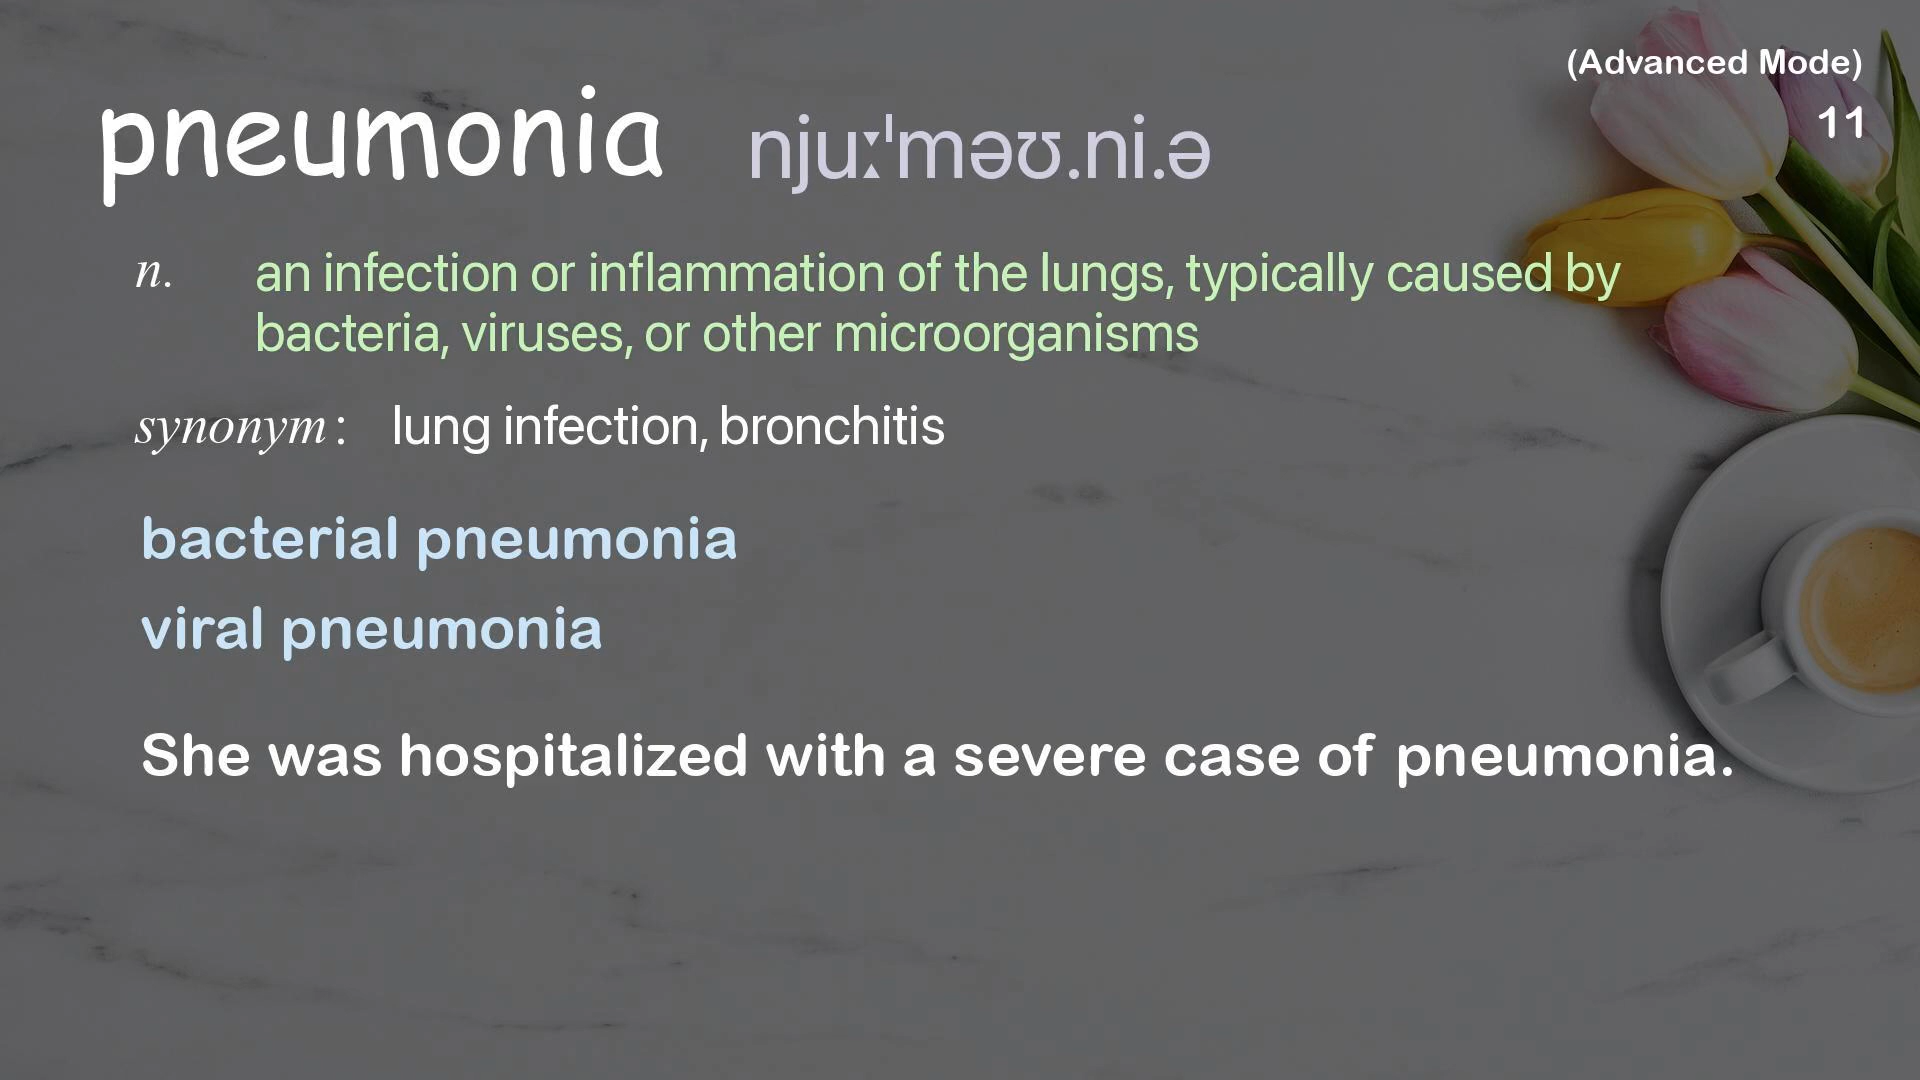 (Advanced Mode)
11
pneumonia njuːˈməʊ.ni.ə
n. an infection or inflammation of the lungs, typically caused by
bacteria, viruses, or other microorganisms
synonym: lung infection, bronchitis
bacterial pneumonia
viral pneumonia
She was hospitalized with a severe case of pneumonia.